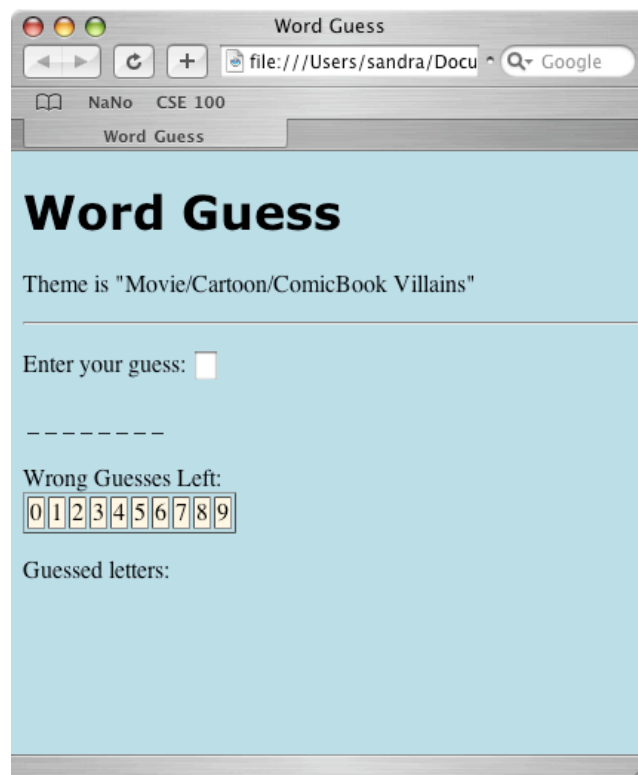 Word Guess
file:///Users/sandra/Docu
Google
NaNo CSE 100
Word Guess
Word Guess
Theme is "Movie/Cartoon/ComicBook Villains"
Enter your guess:
_ _ _ _ _ _ _ _
Wrong Guesses Left:
0 1 2 3 4 5 6 7 8 9
Guessed letters: